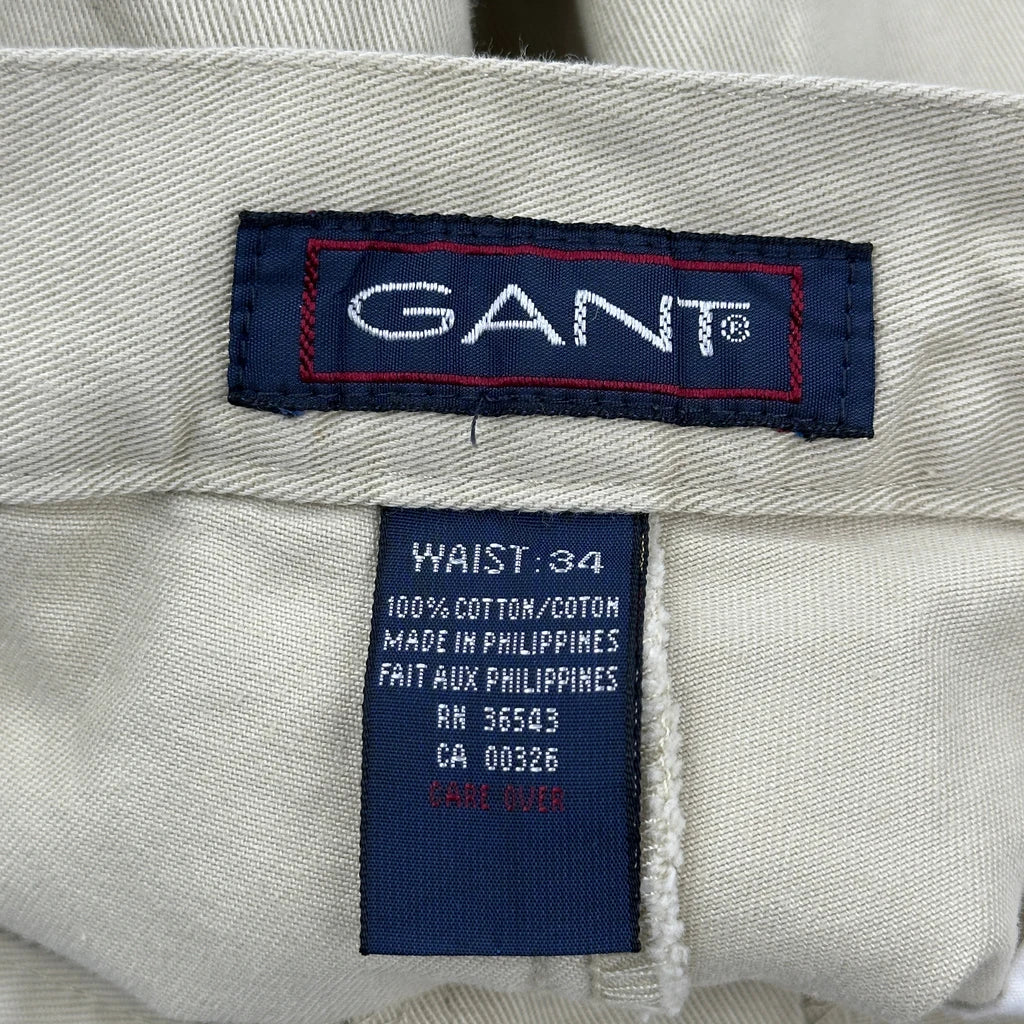 GANT®
WAIST: 34
100% COTTON/COTON
MADE IN PHILIPPINES
FAIT AUX PHILIPPINES
RN 36543
CA 00326
CARE OVER